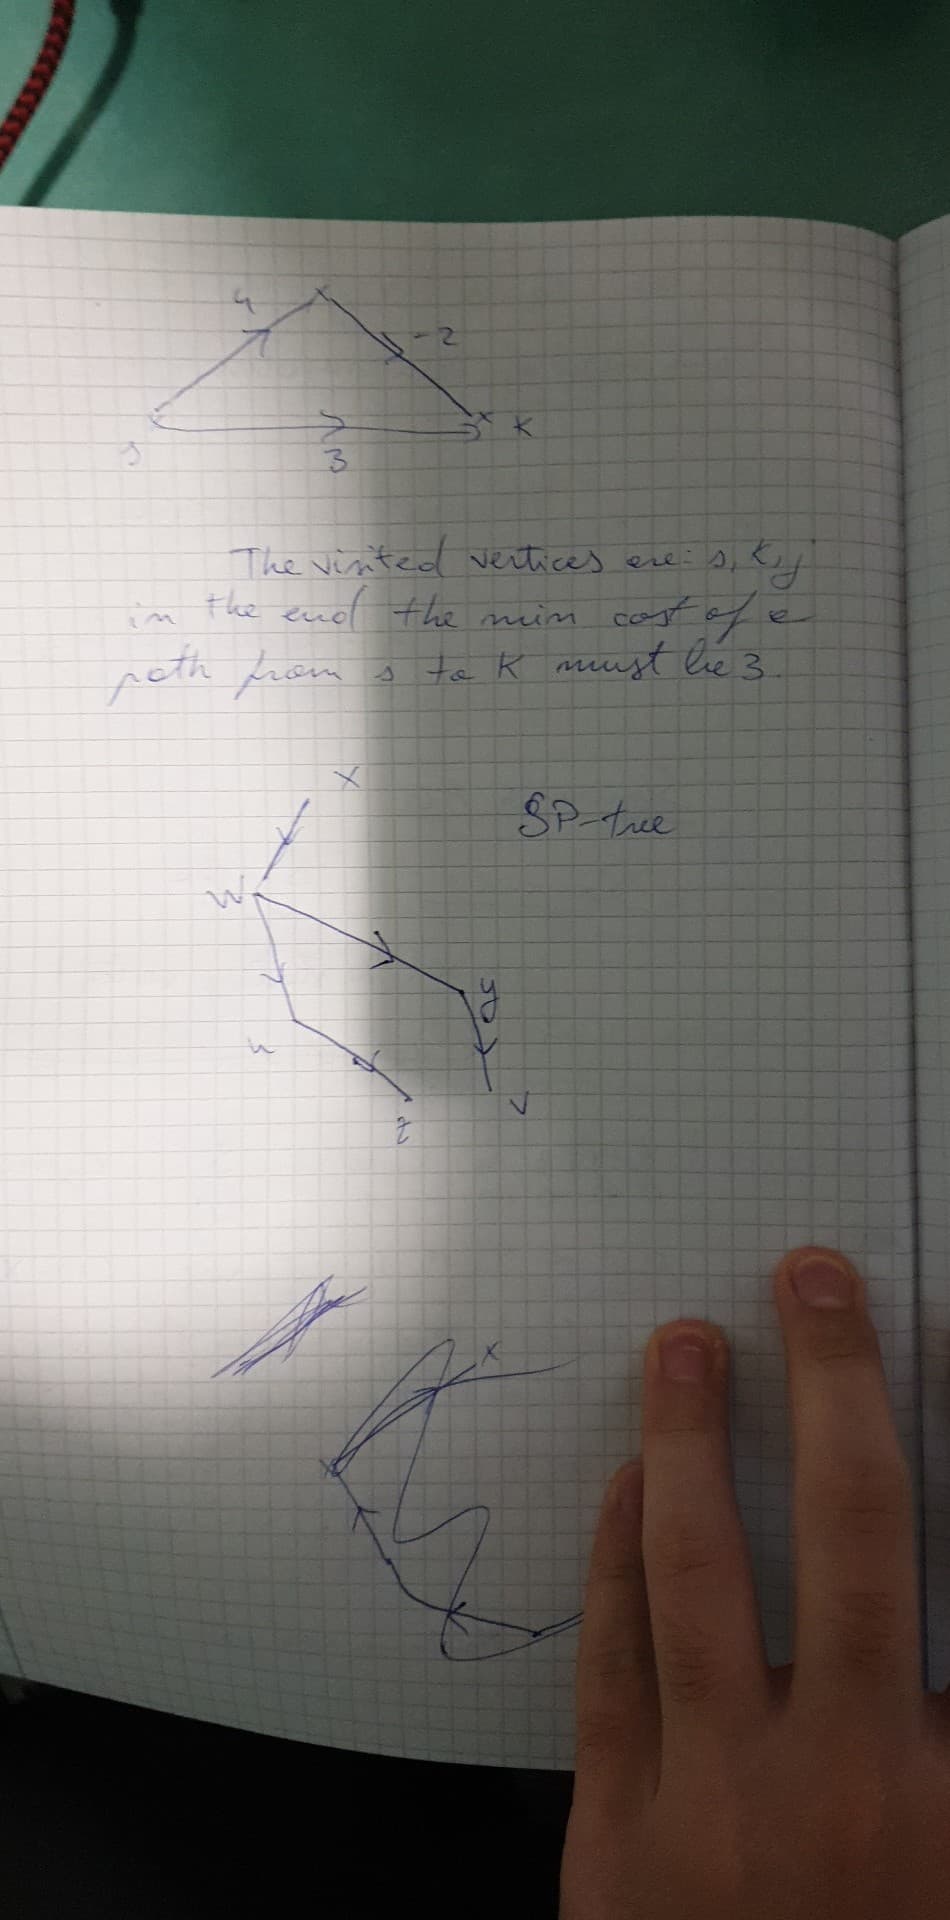 4
-2
s
3
K
The visited vertices are: s, K, j
in the end the min cost of a
path from s to K must be 3.
x
SP-tree
w
y
u
v
z
x